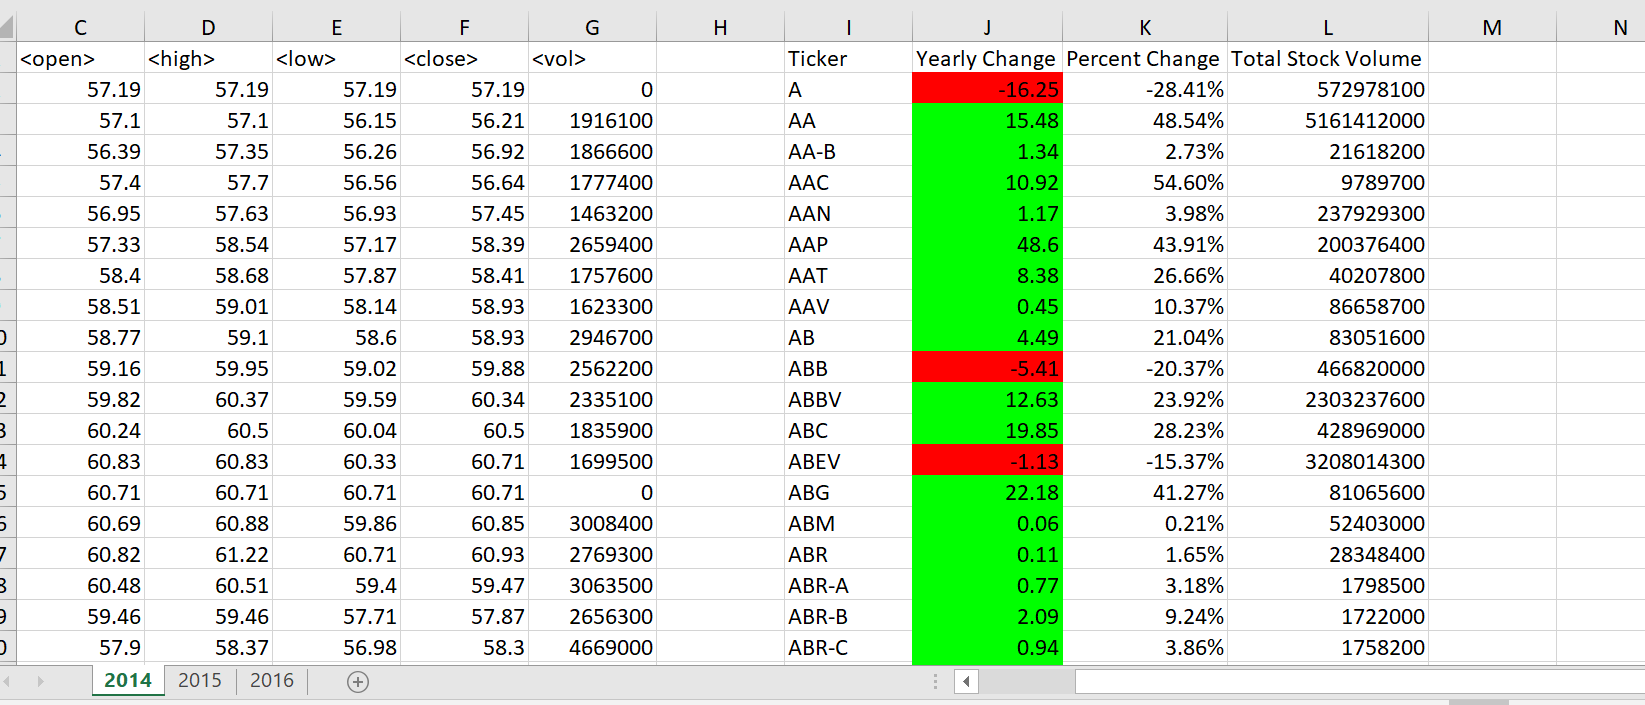 C D E F G H I J K L M N
<open> <high> <low> <close> <vol> Ticker Yearly Change Percent Change Total Stock Volume
57.19 57.19 57.19 57.19 0 A -16.25 -28.41% 572978100
57.1 57.1 56.15 56.21 1916100 AA 15.48 48.54% 5161412000
56.39 57.35 56.26 56.92 1866600 AA-B 1.34 2.73% 21618200
57.4 57.7 56.56 56.64 1777400 AAC 10.92 54.60% 9789700
56.95 57.63 56.93 57.45 1463200 AAN 1.17 3.98% 237929300
57.33 58.54 57.17 58.39 2659400 AAP 48.6 43.91% 200376400
58.4 58.68 57.87 58.41 1757600 AAT 8.38 26.66% 40207800
58.51 59.01 58.14 58.93 1623300 AAV 0.45 10.37% 86658700
0 58.77 59.1 58.6 58.93 2946700 AB 4.49 21.04% 83051600
1 59.16 59.95 59.02 59.88 2562200 ABB -5.41 -20.37% 466820000
2 59.82 60.37 59.59 60.34 2335100 ABBV 12.63 23.92% 2303237600
3 60.24 60.5 60.04 60.5 1835900 ABC 19.85 28.23% 428969000
4 60.83 60.83 60.33 60.71 1699500 ABEV -1.13 -15.37% 3208014300
5 60.71 60.71 60.71 60.71 0 ABG 22.18 41.27% 81065600
6 60.69 60.88 59.86 60.85 3008400 ABM 0.06 0.21% 52403000
7 60.82 61.22 60.71 60.93 2769300 ABR 0.11 1.65% 28348400
8 60.48 60.51 59.4 59.47 3063500 ABR-A 0.77 3.18% 1798500
9 59.46 59.46 57.71 57.87 2656300 ABR-B 2.09 9.24% 1722000
0 57.9 58.37 56.98 58.3 4669000 ABR-C 0.94 3.86% 1758200
2014 2015 2016